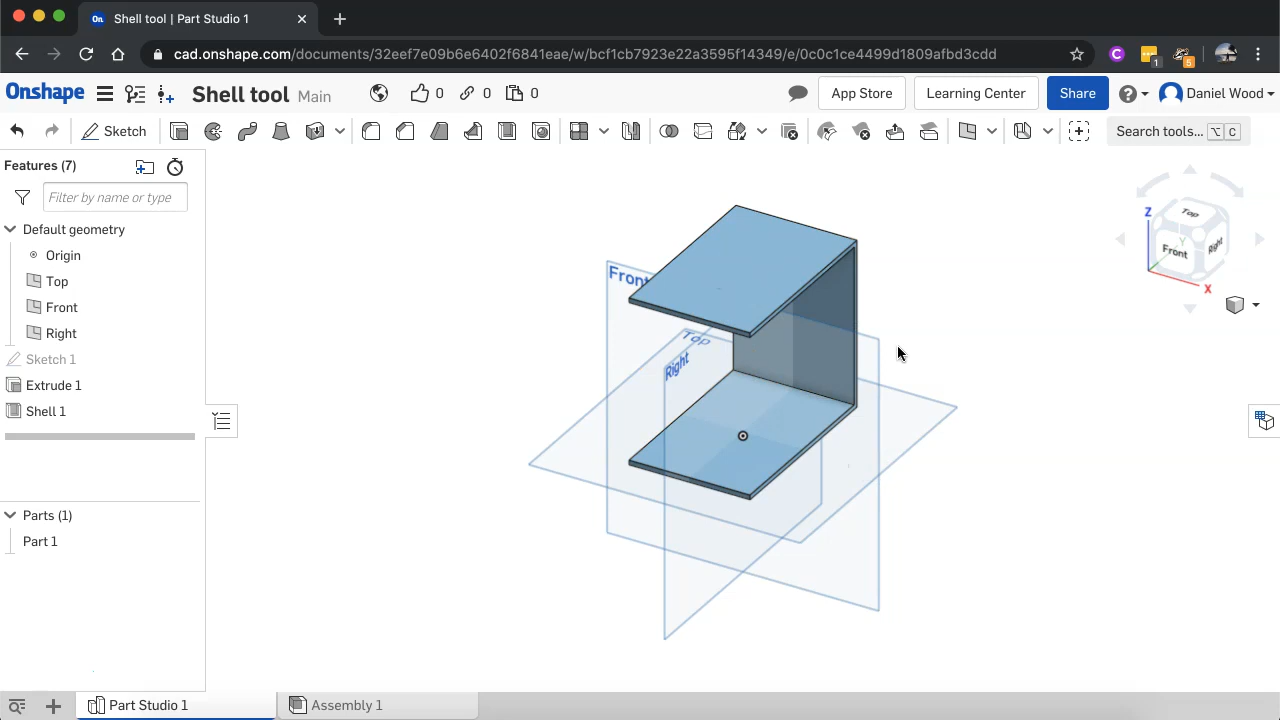 On Shell tool | Part Studio 1
cad.onshape.com/documents/32eef7e09b6e6402f6841eae/w/bcf1cb7923e22a3595f14349/e/0c0c1ce4499d1809afbd3cdd
C
1
5
Onshape
Shell tool Main
0 0 0
App Store
Learning Center
Share
Daniel Wood
Sketch
Search tools... ⌥ C
Features (7)
Filter by name or type
Default geometry
Origin
Top
Front
Right
Sketch 1
Extrude 1
Shell 1
Parts (1)
Part 1
Front
Top
Right
Z
Top
Y
Front
Right
X
Part Studio 1
Assembly 1